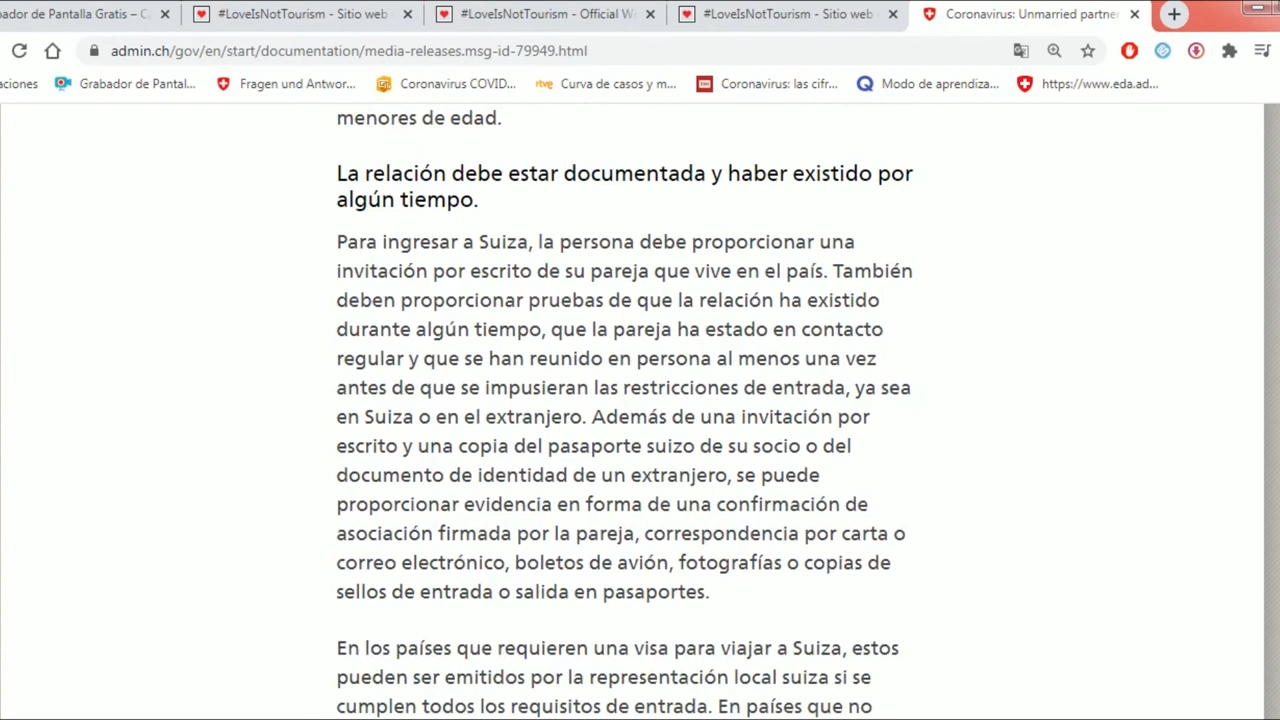 bador de Pantalla Gratis – C
#LoveIsNotTourism - Sitio web
#LoveIsNotTourism: Official W
#LoveIsNotTourism - Sitio web
Coronavirus: Unmarried partne
admin.ch/gov/en/start/documentation/media-releases.msg-id-79949.html
aciones
Grabador de Pantal...
Fragen und Antwor...
Coronavirus COVID...
rtve
Curva de casos y m...
Coronavirus: las cifr...
Modo de aprendiza...
https://www.eda.ad...
menores de edad.
La relación debe estar documentada y haber existido por
algún tiempo.
Para ingresar a Suiza, la persona debe proporcionar una
invitación por escrito de su pareja que vive en el país. También
deben proporcionar pruebas de que la relación ha existido
durante algún tiempo, que la pareja ha estado en contacto
regular y que se han reunido en persona al menos una vez
antes de que se impusieran las restricciones de entrada, ya sea
en Suiza o en el extranjero. Además de una invitación por
escrito y una copia del pasaporte suizo de su socio o del
documento de identidad de un extranjero, se puede
proporcionar evidencia en forma de una confirmación de
asociación firmada por la pareja, correspondencia por carta o
correo electrónico, boletos de avión, fotografías o copias de
sellos de entrada o salida en pasaportes.
En los países que requieren una visa para viajar a Suiza, estos
pueden ser emitidos por la representación local suiza si se
cumplen todos los requisitos de entrada. En países que no